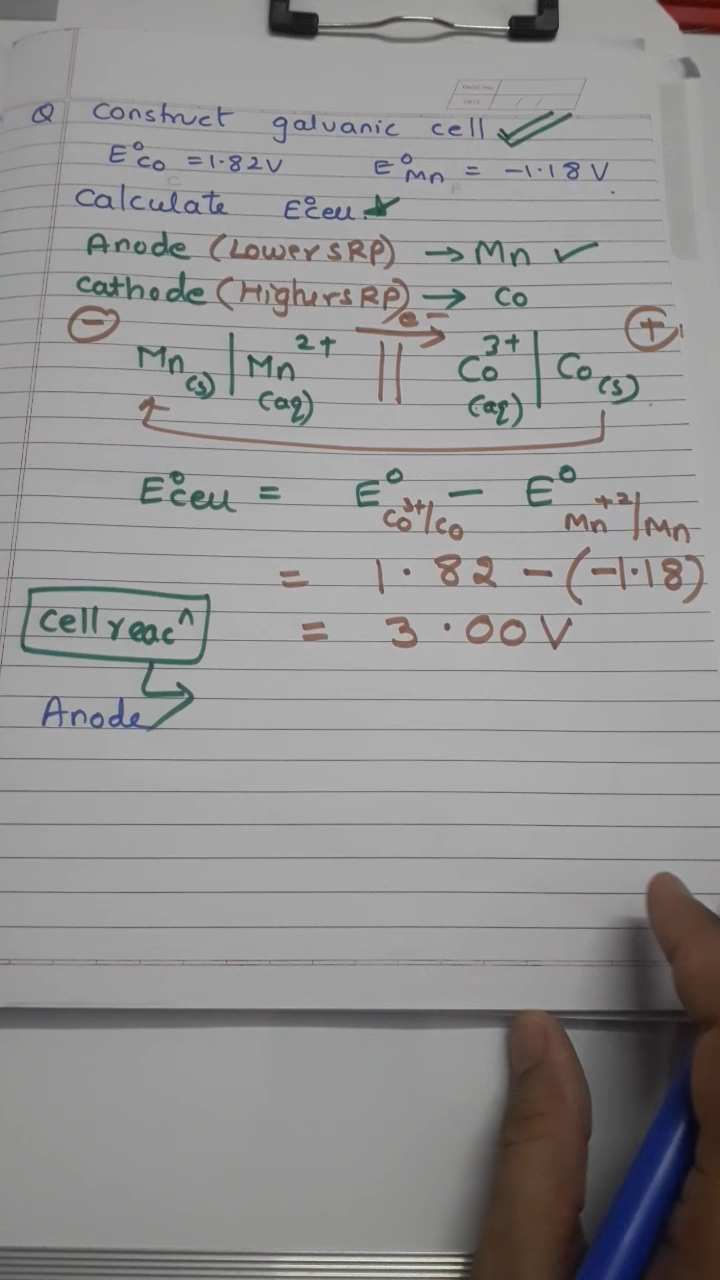 Q Construct galvanic cell ✓
E°Co = 1.82V E°Mn = -1.18V.
Calculate E°cell.
Anode (Lower SRP) → Mn ✓
Cathode (Higher SRP) → Co
e-
- +
Mn(s) | Mn2+(aq) || Co3+(aq) | Co(s)
E°cell = E°Co3+/Co - E°Mn+2/Mn
= 1.82 - (-1.18)
= 3.00V
Cell reac^n
Anode